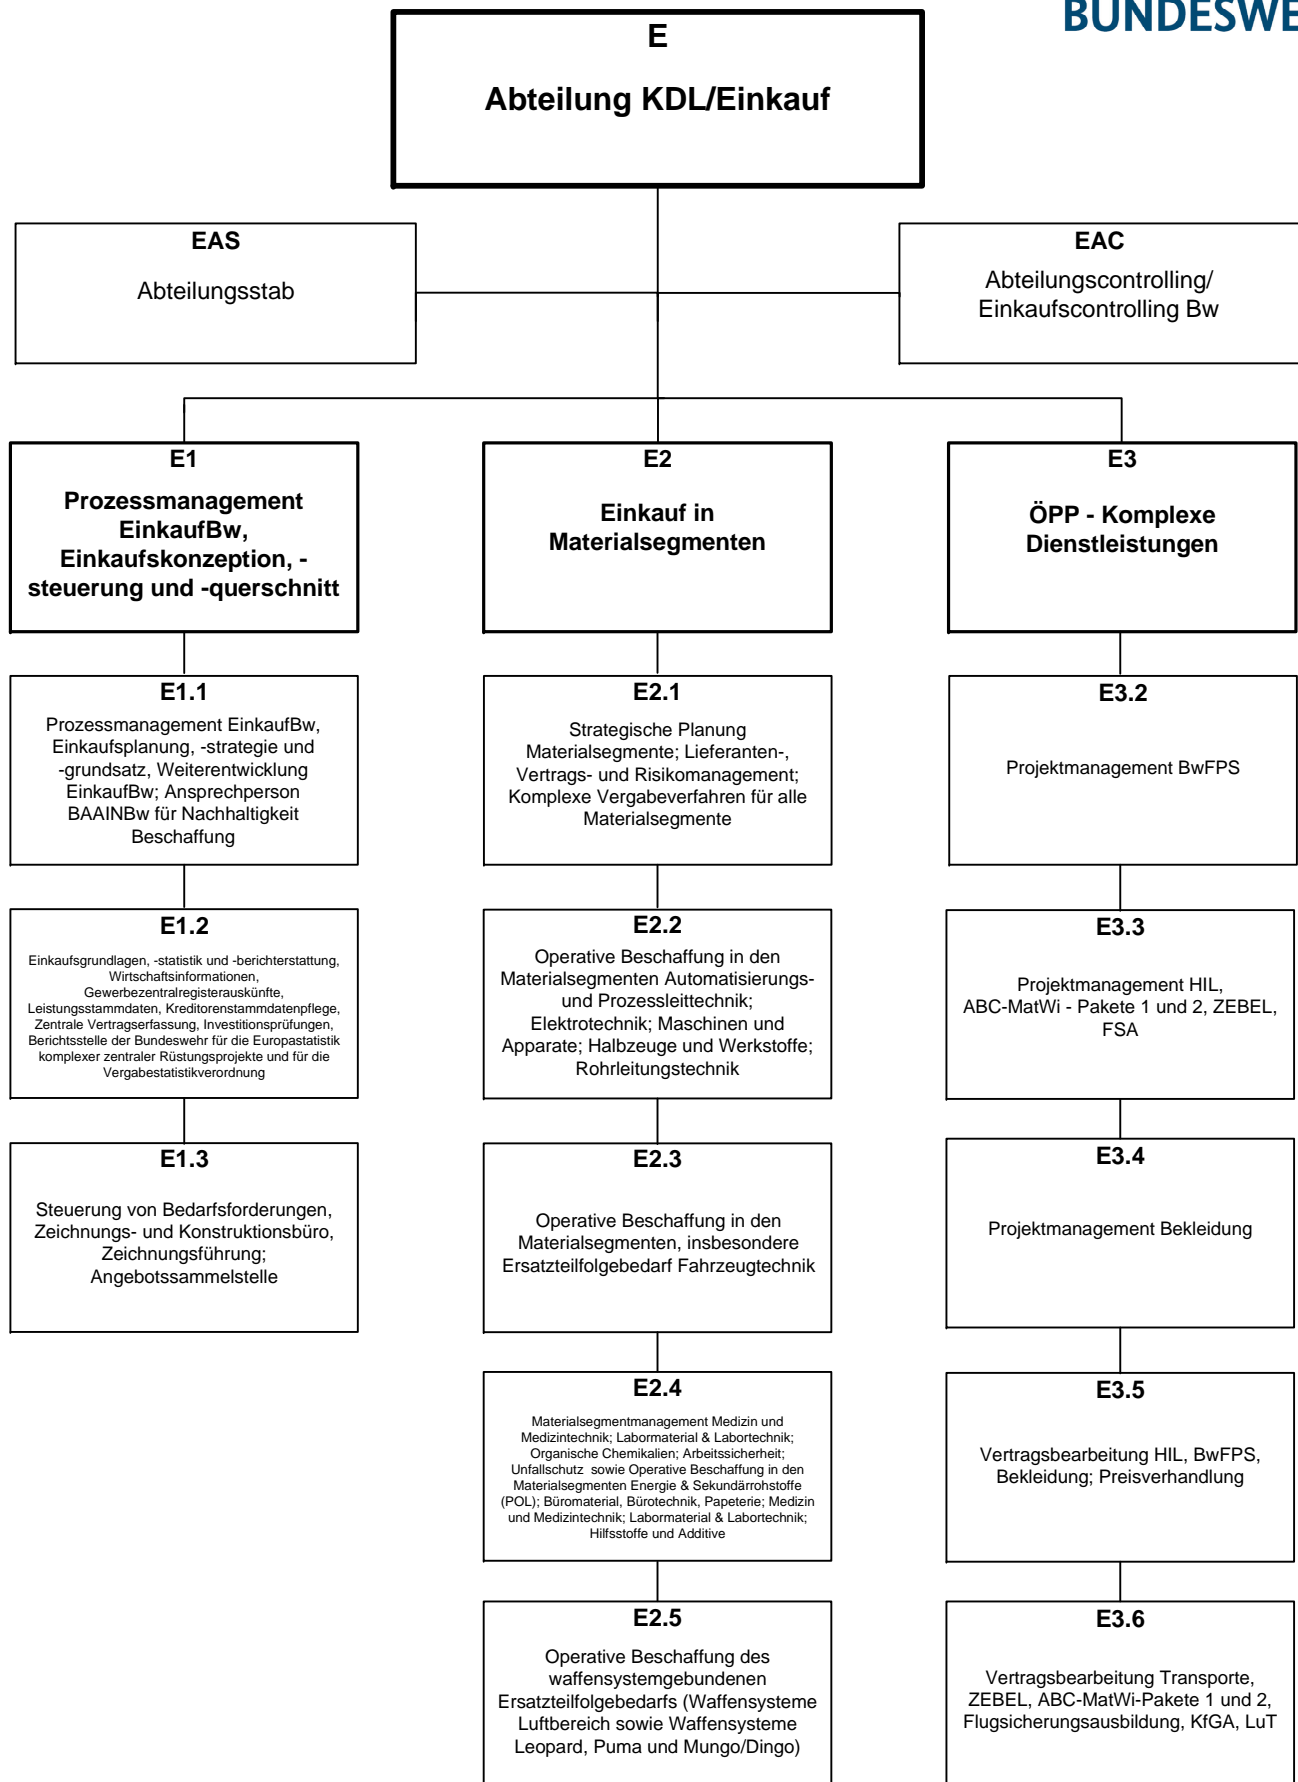 BUNDESWE
E
Abteilung KDL/Einkauf
EAS
Abteilungsstab
EAC
Abteilungscontrolling/
Einkaufscontrolling Bw
E1
Prozessmanagement
EinkaufBw,
Einkaufskonzeption, -
steuerung und -querschnitt
E2
Einkauf in
Materialsegmenten
E3
ÖPP - Komplexe
Dienstleistungen
E1.1
Prozessmanagement EinkaufBw,
Einkaufsplanung, -strategie und
-grundsatz, Weiterentwicklung
EinkaufBw; Ansprechperson
BAAINBw für Nachhaltigkeit
Beschaffung
E2.1
Strategische Planung
Materialsegmente; Lieferanten-,
Vertrags- und Risikomanagement;
Komplexe Vergabeverfahren für alle
Materialsegmente
E3.2
Projektmanagement BwFPS
E1.2
Einkaufsgrundlagen, -statistik und -berichterstattung,
Wirtschaftsinformationen,
Gewerbezentralregisterauskünfte,
Leistungsstammdaten, Kreditorenstammdatenpflege,
Zentrale Vertragserfassung, Investitionsprüfungen,
Berichtsstelle der Bundeswehr für die Europastatistik
komplexer zentraler Rüstungsprojekte und für die
Vergabestatistikverordnung
E2.2
Operative Beschaffung in den
Materialsegmenten Automatisierungs-
und Prozessleittechnik;
Elektrotechnik; Maschinen und
Apparate; Halbzeuge und Werkstoffe;
Rohrleitungstechnik
E3.3
Projektmanagement HIL,
ABC-MatWi - Pakete 1 und 2, ZEBEL,
FSA
E1.3
Steuerung von Bedarfsforderungen,
Zeichnungs- und Konstruktionsbüro,
Zeichnungsführung;
Angebotssammelstelle
E2.3
Operative Beschaffung in den
Materialsegmenten, insbesondere
Ersatzteilfolgebedarf Fahrzeugtechnik
E3.4
Projektmanagement Bekleidung
E2.4
Materialsegmentmanagement Medizin und
Medizintechnik; Labormaterial & Labortechnik;
Organische Chemikalien; Arbeitssicherheit;
Unfallschutz sowie Operative Beschaffung in den
Materialsegmenten Energie & Sekundärrohstoffe
(POL); Büromaterial, Bürotechnik, Papeterie; Medizin
und Medizintechnik; Labormaterial & Labortechnik;
Hilfsstoffe und Additive
E3.5
Vertragsbearbeitung HIL, BwFPS,
Bekleidung; Preisverhandlung
E2.5
Operative Beschaffung des
waffensystemgebundenen
Ersatzteilfolgebedarfs (Waffensysteme
Luftbereich sowie Waffensysteme
Leopard, Puma und Mungo/Dingo)
E3.6
Vertragsbearbeitung Transporte,
ZEBEL, ABC-MatWi-Pakete 1 und 2,
Flugsicherungsausbildung, KfGA, LuT